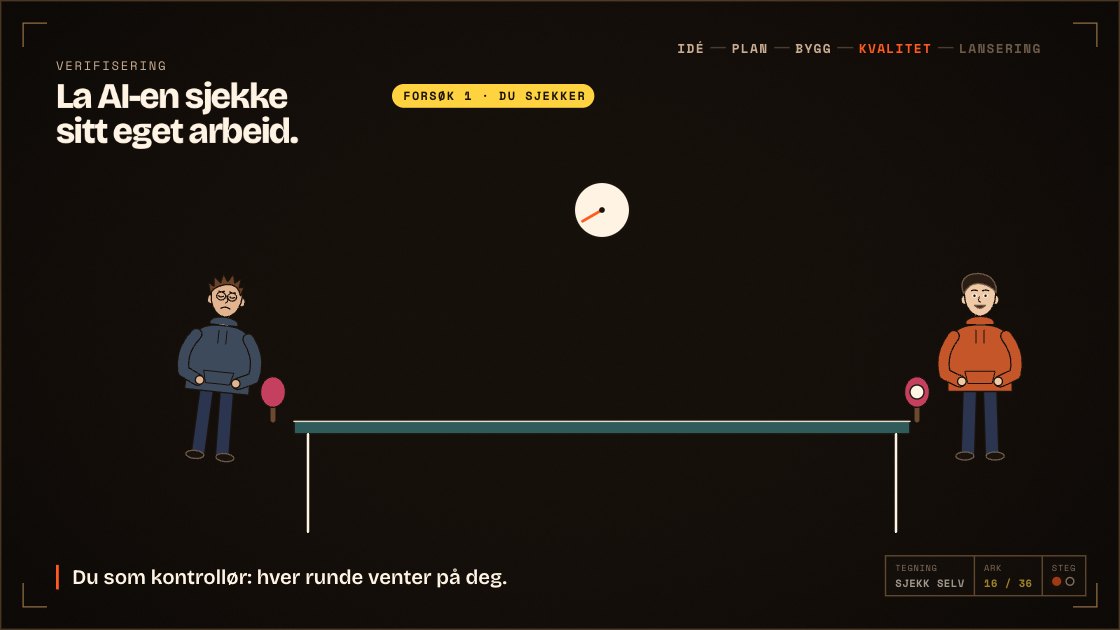 IDÉ — PLAN — BYGG — KVALITET — LANSERING
VERIFISERING
La AI-en sjekke
sitt eget arbeid.
FORSØK 1 · DU SJEKKER
Du som kontrollør: hver runde venter på deg.
TEGNING
SJEKK SELV
ARK
16 / 36
STEG